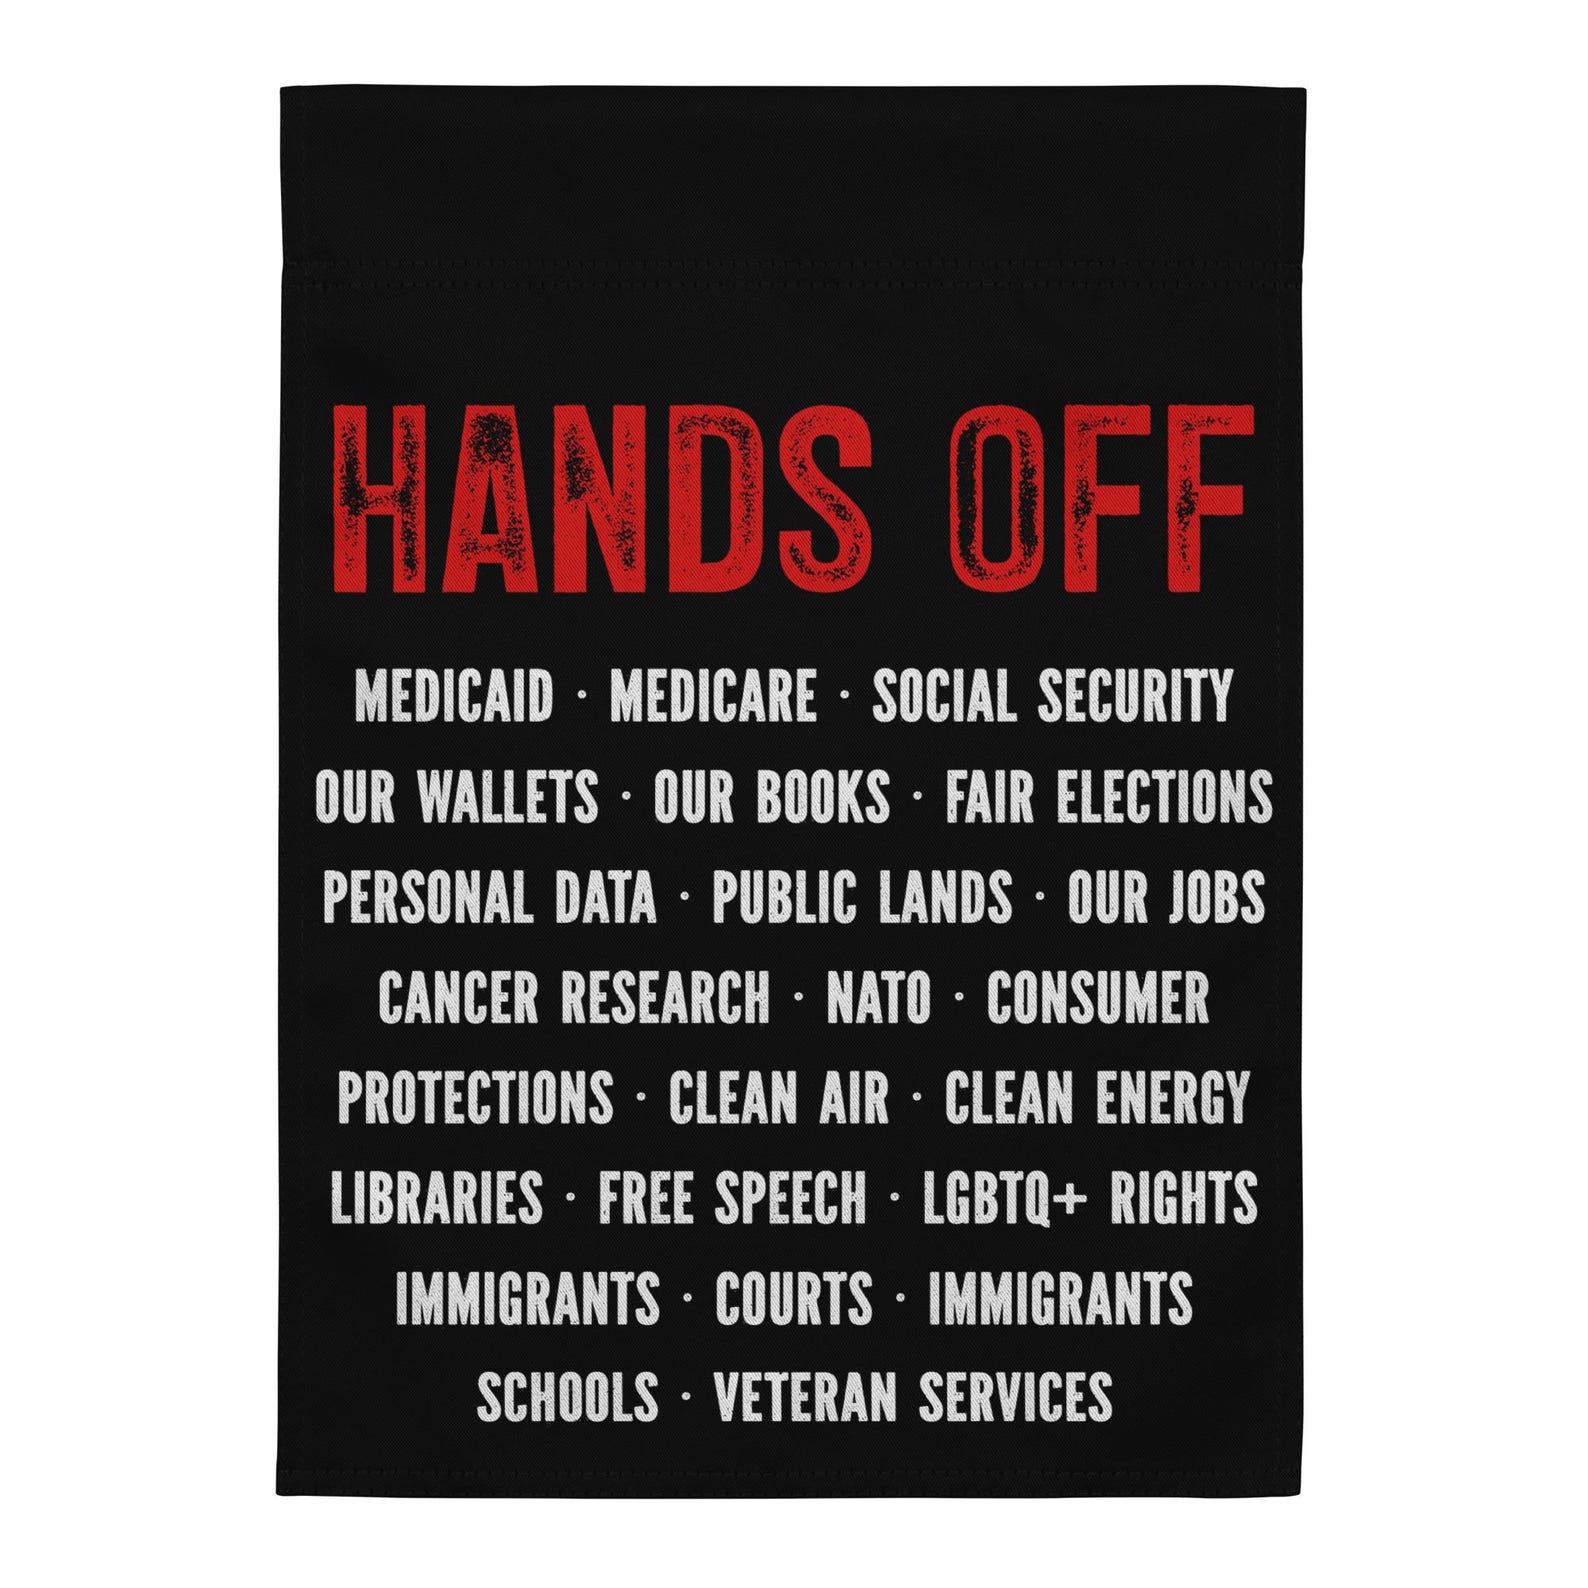 HANDS OFF
MEDICAID · MEDICARE · SOCIAL SECURITY
OUR WALLETS · OUR BOOKS · FAIR ELECTIONS
PERSONAL DATA · PUBLIC LANDS · OUR JOBS
CANCER RESEARCH · NATO · CONSUMER
PROTECTIONS · CLEAN AIR · CLEAN ENERGY
LIBRARIES · FREE SPEECH · LGBTQ+ RIGHTS
IMMIGRANTS · COURTS · IMMIGRANTS
SCHOOLS · VETERAN SERVICES